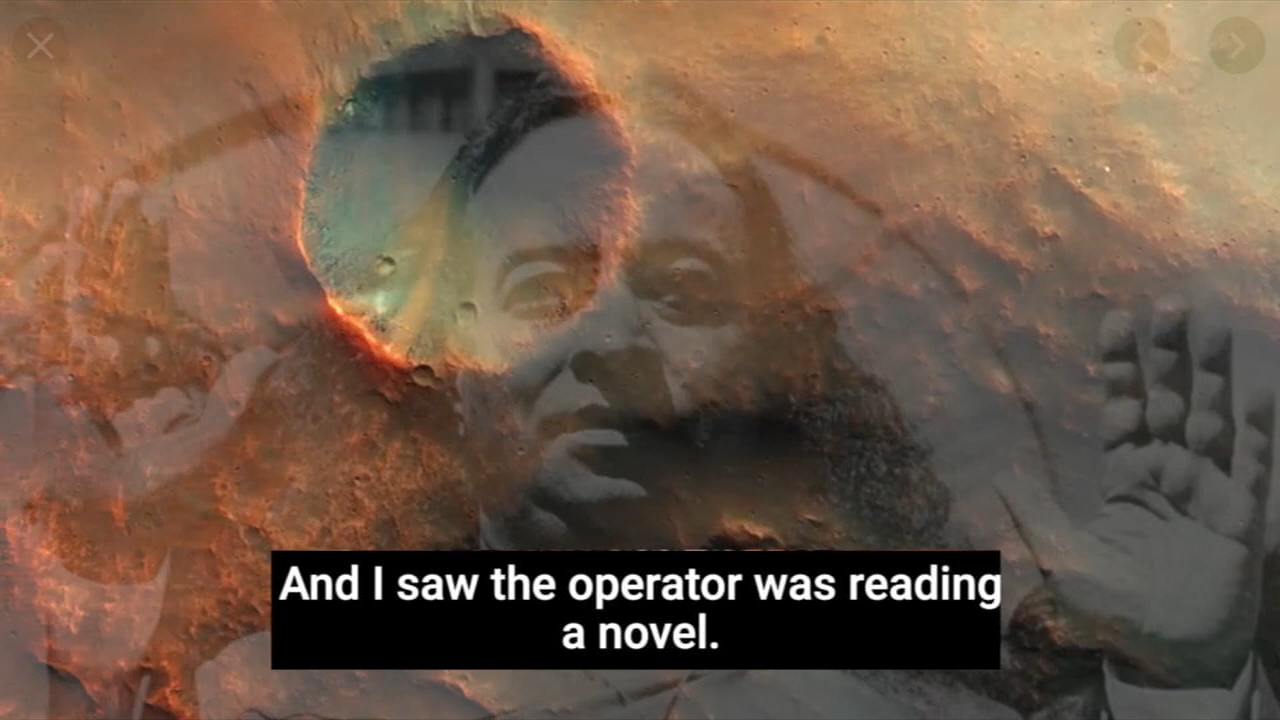 And I saw the operator was reading
a novel.